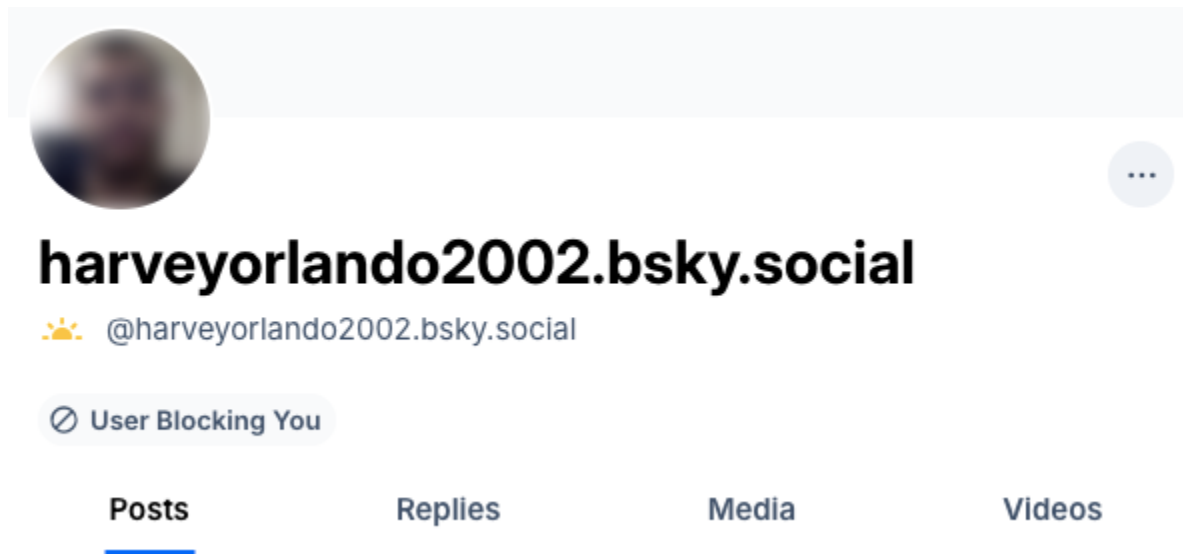 harveyorlando2002.bsky.social
@harveyorlando2002.bsky.social
User Blocking You
Posts Replies Media Videos